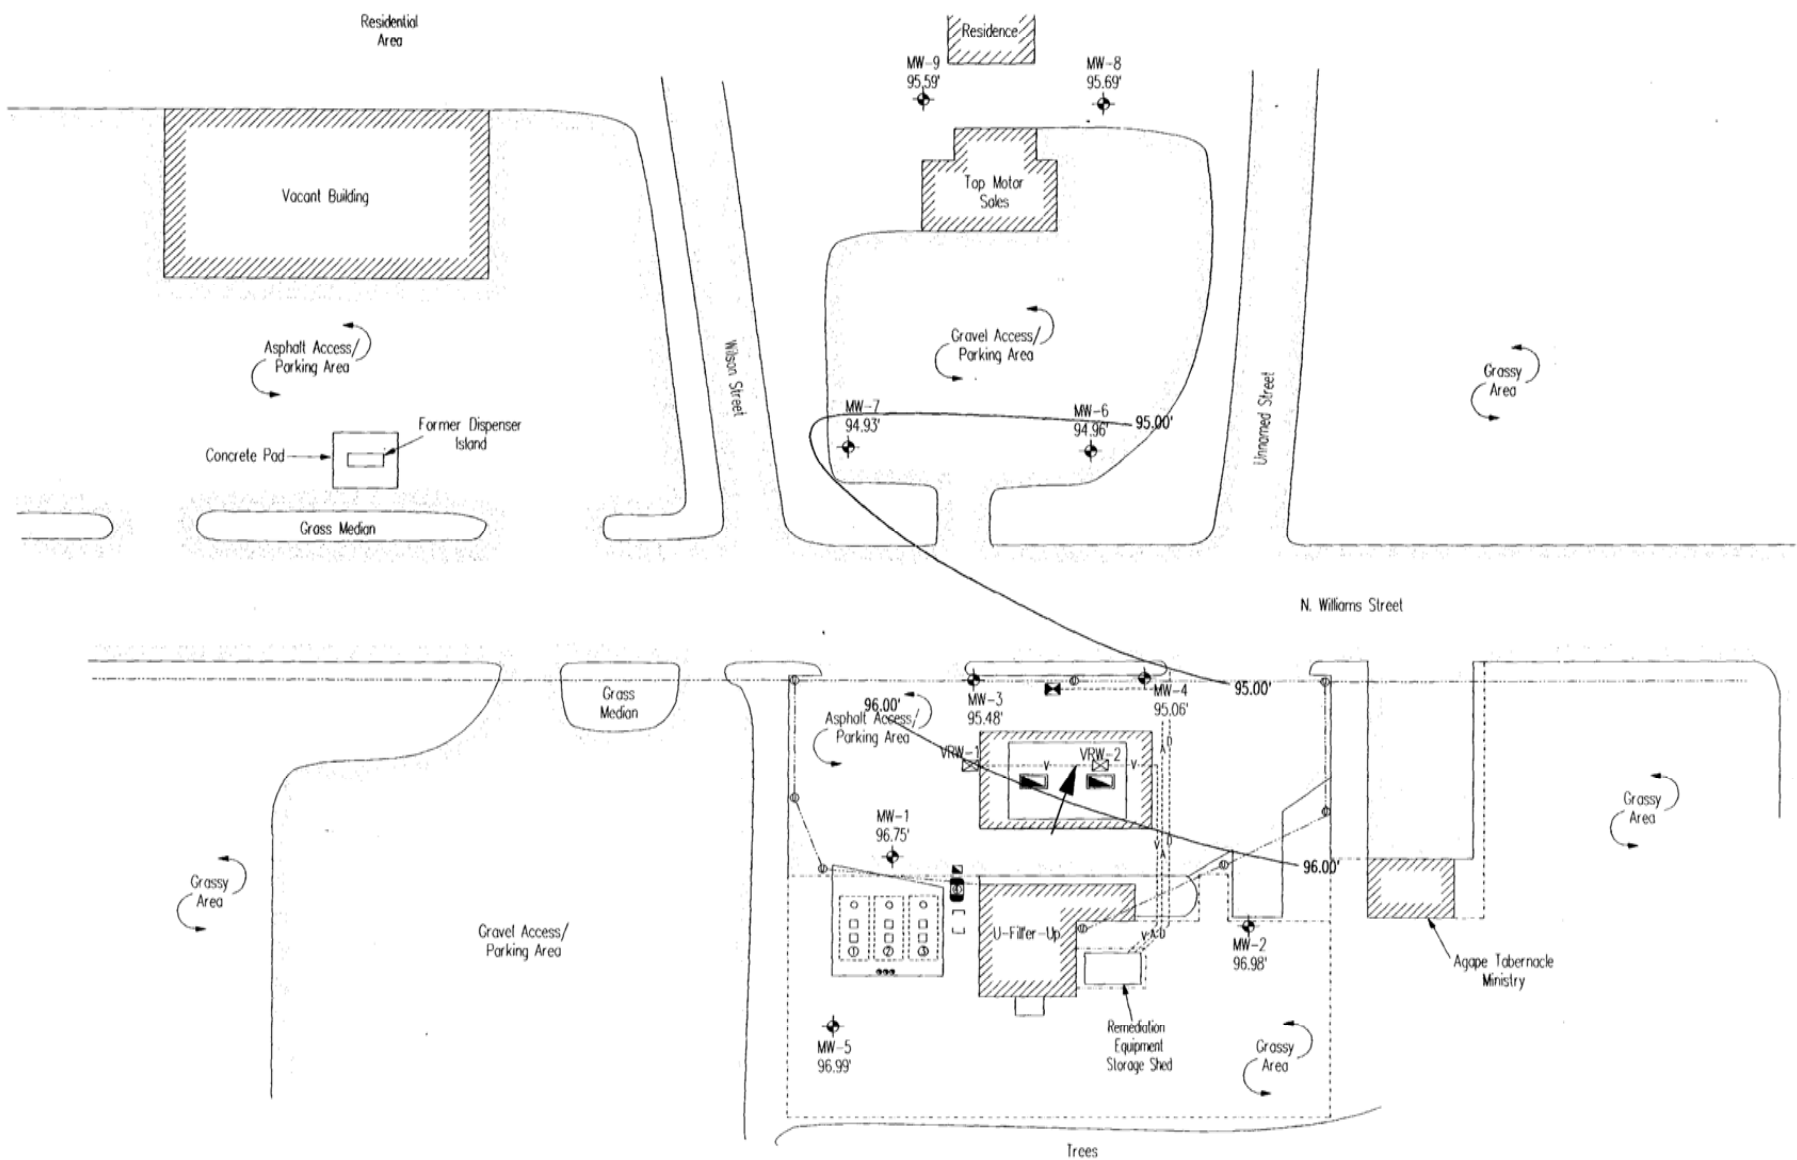 Residential
Area
Residence
MW-9
95.59'
MW-8
95.69'
Vacant Building
Top Motor
Sales
Asphalt Access/
Parking Area
Wilson Street
Gravel Access/
Parking Area
Unnamed Street
Grassy
Area
MW-7
94.93'
MW-6
94.96'
95.00'
Former Dispenser
Island
Concrete Pad
Grass Median
N. Williams Street
Grass
Median
96.00'
Asphalt Access/
Parking Area
MW-3
95.48'
MW-4
95.06'
95.00'
VRW-1
V
VRW-2
V
A
D
MW-1
96.75'
V
A
D
96.00'
Grassy
Area
Grassy
Area
Gravel Access/
Parking Area
1
2
3
U-Fill'er-Up
V
A
D
MW-2
96.98'
Agape Tabernacle
Ministry
MW-5
96.99'
Remediation
Equipment
Storage Shed
Grassy
Area
Trees